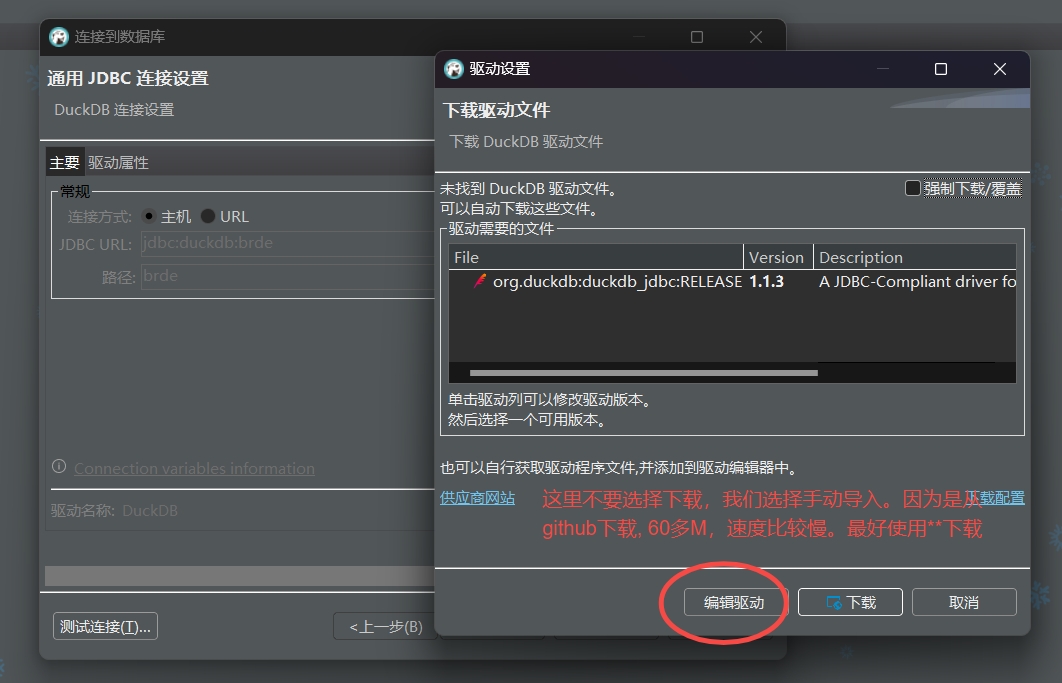 连接到数据库
通用 JDBC 连接设置
DuckDB 连接设置
主要 驱动属性
常规
连接方式: 主机 URL
JDBC URL: jdbc:duckdb:brde
路径: brde
Connection variables information
驱动名称: DuckDB
测试连接(T)...
<上一步(B)
驱动设置
下载驱动文件
下载 DuckDB 驱动文件
未找到 DuckDB 驱动文件。
强制下载/覆盖
可以自动下载这些文件。
驱动需要的文件
File Version Description
org.duckdb:duckdb_jdbc:RELEASE 1.1.3 A JDBC-Compliant driver fo
单击驱动列可以修改驱动版本。
然后选择一个可用版本。
也可以自行获取驱动程序文件,并添加到驱动编辑器中。
供应商网站
下载配置
这里不要选择下载，我们选择手动导入。因为是从
github下载, 60多M，速度比较慢。最好使用**下载
编辑驱动 下载 取消